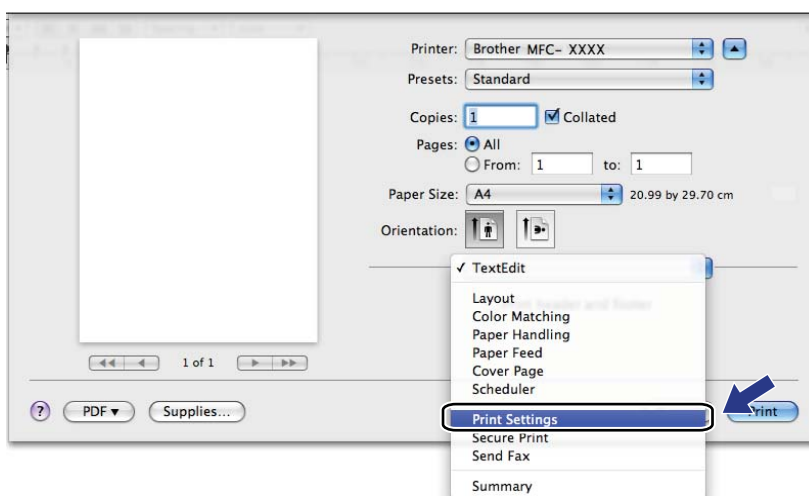 Printer: Brother MFC- XXXX
Presets: Standard
Copies: 1 Collated
Pages: All
From: 1 to: 1
Paper Size: A4 20.99 by 29.70 cm
Orientation:
✓ TextEdit
Layout
Color Matching
Paper Handling
Paper Feed
Cover Page
Scheduler
Print Settings
Secure Print
Send Fax
Summary
1 of 1
? PDF ▼ Supplies... Print